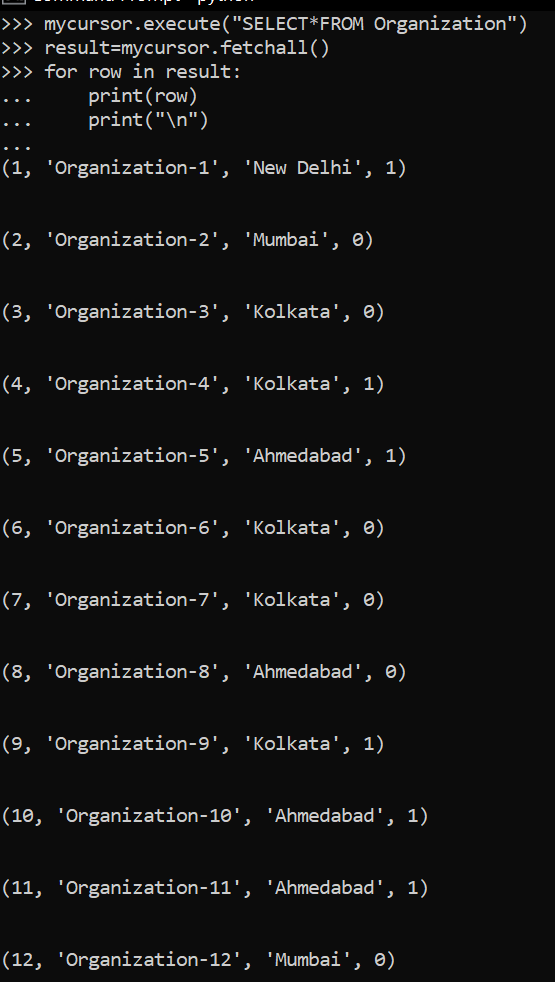 >>> mycursor.execute("SELECT*FROM Organization")
>>> result=mycursor.fetchall()
>>> for row in result:
...     print(row)
...     print("\n")
...
(1, 'Organization-1', 'New Delhi', 1)
(2, 'Organization-2', 'Mumbai', 0)
(3, 'Organization-3', 'Kolkata', 0)
(4, 'Organization-4', 'Kolkata', 1)
(5, 'Organization-5', 'Ahmedabad', 1)
(6, 'Organization-6', 'Kolkata', 0)
(7, 'Organization-7', 'Kolkata', 0)
(8, 'Organization-8', 'Ahmedabad', 0)
(9, 'Organization-9', 'Kolkata', 1)
(10, 'Organization-10', 'Ahmedabad', 1)
(11, 'Organization-11', 'Ahmedabad', 1)
(12, 'Organization-12', 'Mumbai', 0)